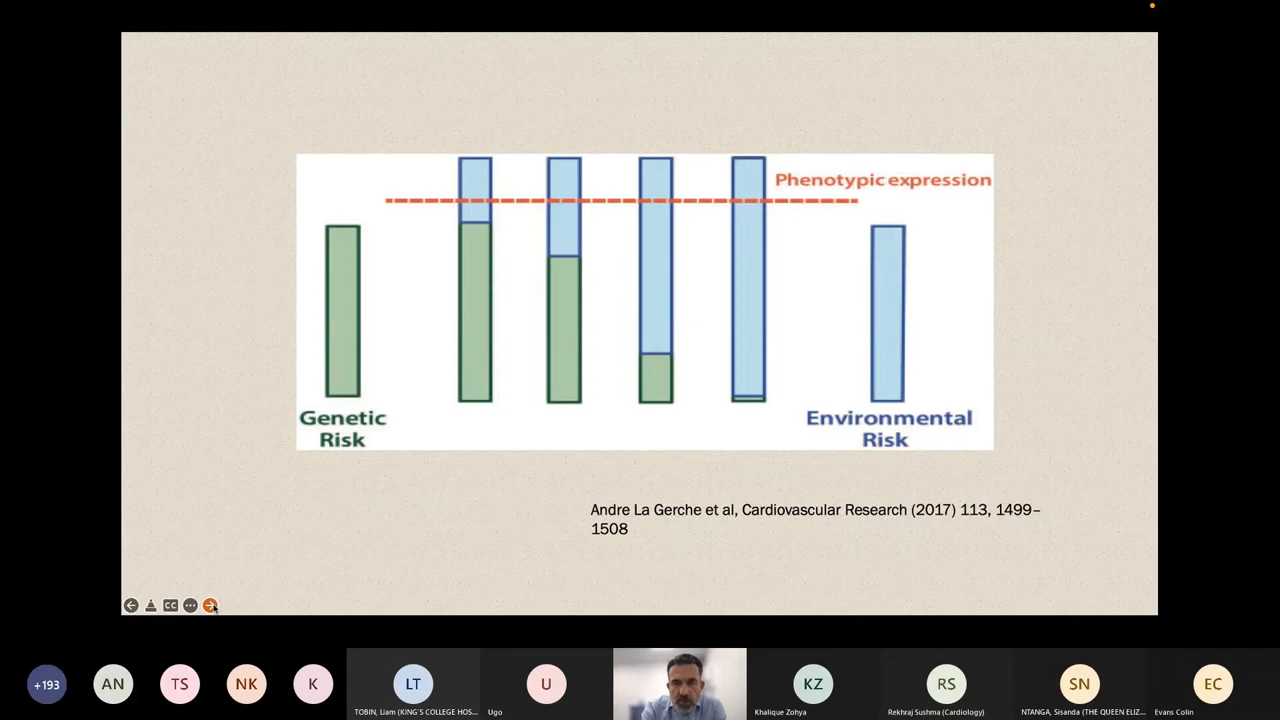 Phenotypic expression
Genetic
Risk
Environmental
Risk
Andre La Gerche et al, Cardiovascular Research (2017) 113, 1499–
1508
CC
+193
AN
TS
NK
K
LT
U
KZ
RS
SN
EC
TOBIN, Liam (KING'S COLLEGE HOS...
Ugo
Khalique Zohya
Rekhraj Sushma (Cardiology)
NTANGA, Sisanda (THE QUEEN ELIZ...
Evans Colin